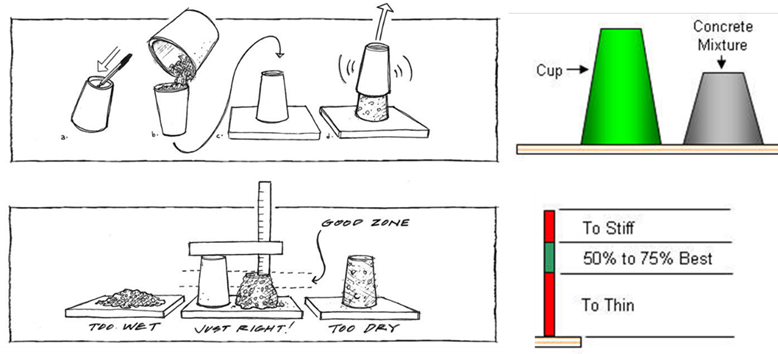 a.
b.
c.
d.
Cup
Concrete
Mixture
GOOD ZONE
TOO WET
JUST RIGHT!
TOO DRY
To Stiff
50% to 75% Best
To Thin